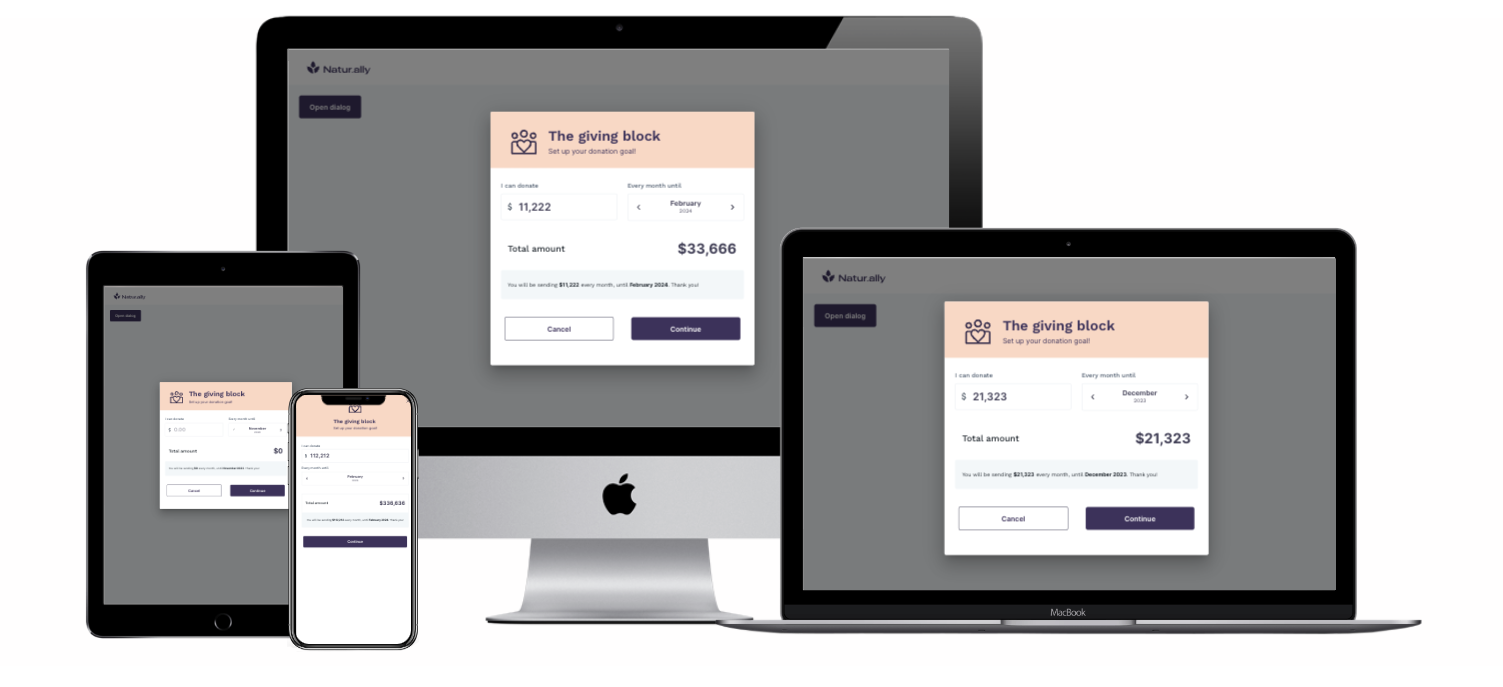 Natur.ally
Open dialog
The giving block
Set up your donation goal!
I can donate
Every month until
$ 11,222
February
2024
Total amount
$33,666
You will be sending $11,222 every month, until February 2024. Thank you!
Cancel
Continue
Natur.ally
Open dialog
The giving block
Set up your donation goal!
I can donate
Every month until
$ 21,323
December
2023
Total amount
$21,323
You will be sending $21,323 every month, until December 2023. Thank you!
Cancel
Continue
MacBook
Natur.ally
Open dialog
The giving block
Set up your donation goal!
I can donate
Every month until
$ 0.00
December
Total amount
$0
You will be sending $0 every month, until December 2023. Thank you!
Cancel
Continue
The giving block
Set up your donation goal!
I can donate
$ 112,212
Every month until
February
Total amount
$336,636
You will be sending every month, until February 2024. Thank you!
Continue